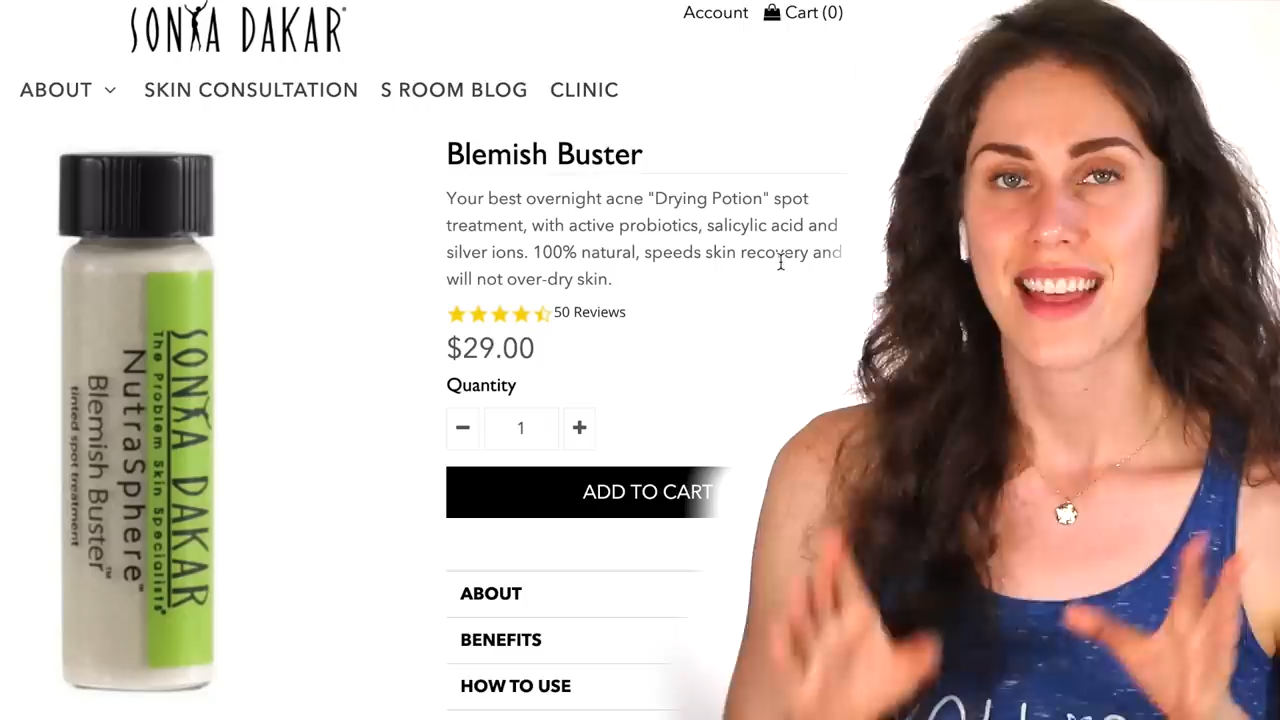 SONYA DAKAR
Account Cart (0)
ABOUT SKIN CONSULTATION S ROOM BLOG CLINIC
Blemish Buster
Your best overnight acne "Drying Potion" spot
treatment, with active probiotics, salicylic acid and
silver ions. 100% natural, speeds skin recovery and
will not over-dry skin.
50 Reviews
$29.00
Quantity
1
ADD TO CART
ABOUT
BENEFITS
HOW TO USE
SONYA DAKAR
The Problem Skin Specialists®
NutraSphere™
Blemish Buster™
tinted spot treatment